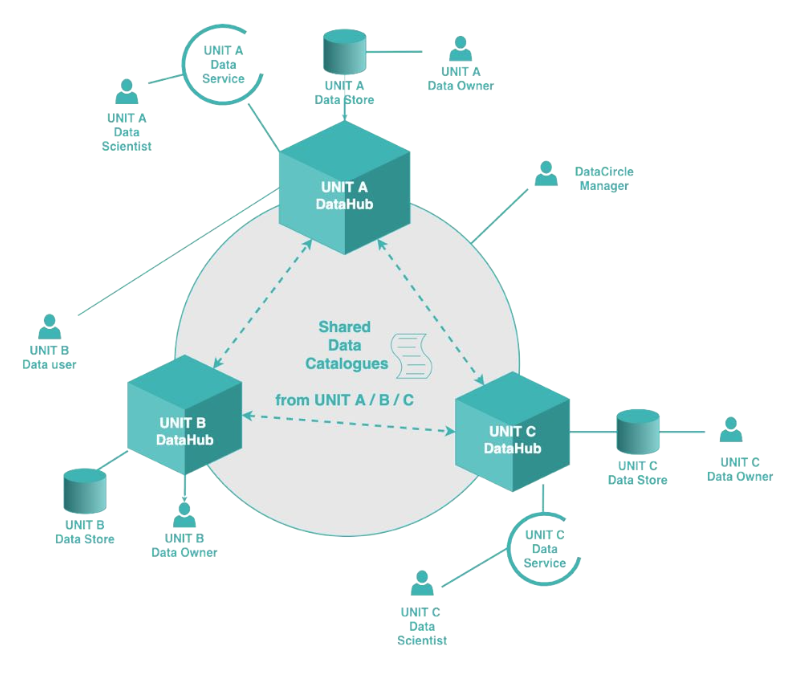 UNIT A
Data
Service
UNIT A
Data Store
UNIT A
Data Owner
UNIT A
Data
Scientist
UNIT A
DataHub
DataCircle
Manager
Shared
Data
Catalogues
from UNIT A / B / C
UNIT B
Data user
UNIT B
DataHub
UNIT C
DataHub
UNIT B
Data Store
UNIT B
Data Owner
UNIT C
Data Store
UNIT C
Data Owner
UNIT C
Data
Service
UNIT C
Data
Scientist